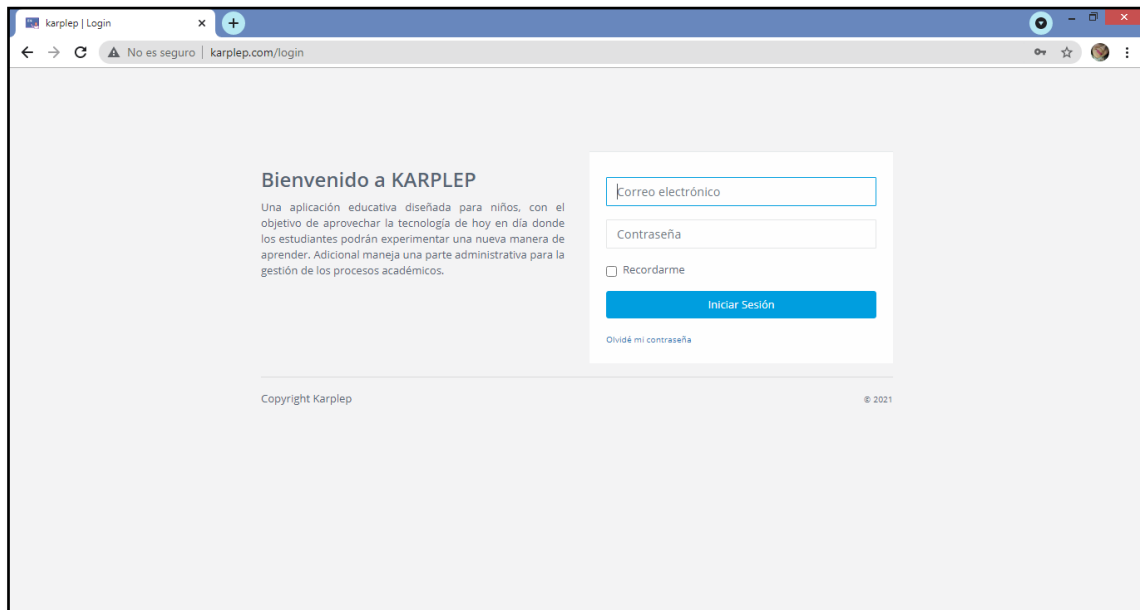 karplep | Login
No es seguro | karplep.com/login
Bienvenido a KARPLEP
Una aplicación educativa diseñada para niños, con el
objetivo de aprovechar la tecnología de hoy en día donde
los estudiantes podrán experimentar una nueva manera de
aprender. Adicional maneja una parte administrativa para la
gestión de los procesos académicos.
Correo electrónico
Contraseña
Recordarme
Iniciar Sesión
Olvidé mi contraseña
Copyright Karplep
© 2021